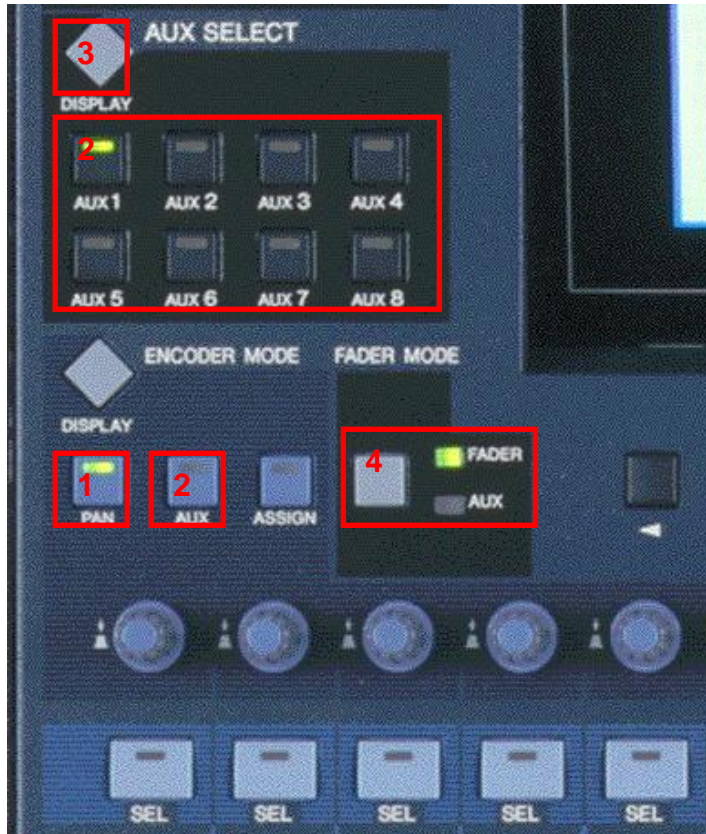 3
AUX SELECT
DISPLAY
2
AUX 1 AUX 2 AUX 3 AUX 4
AUX 5 AUX 6 AUX 7 AUX 8
ENCODER MODE FADER MODE
DISPLAY
1 2 4 FADER
PAN AUX ASSIGN AUX
SEL SEL SEL SEL SEL